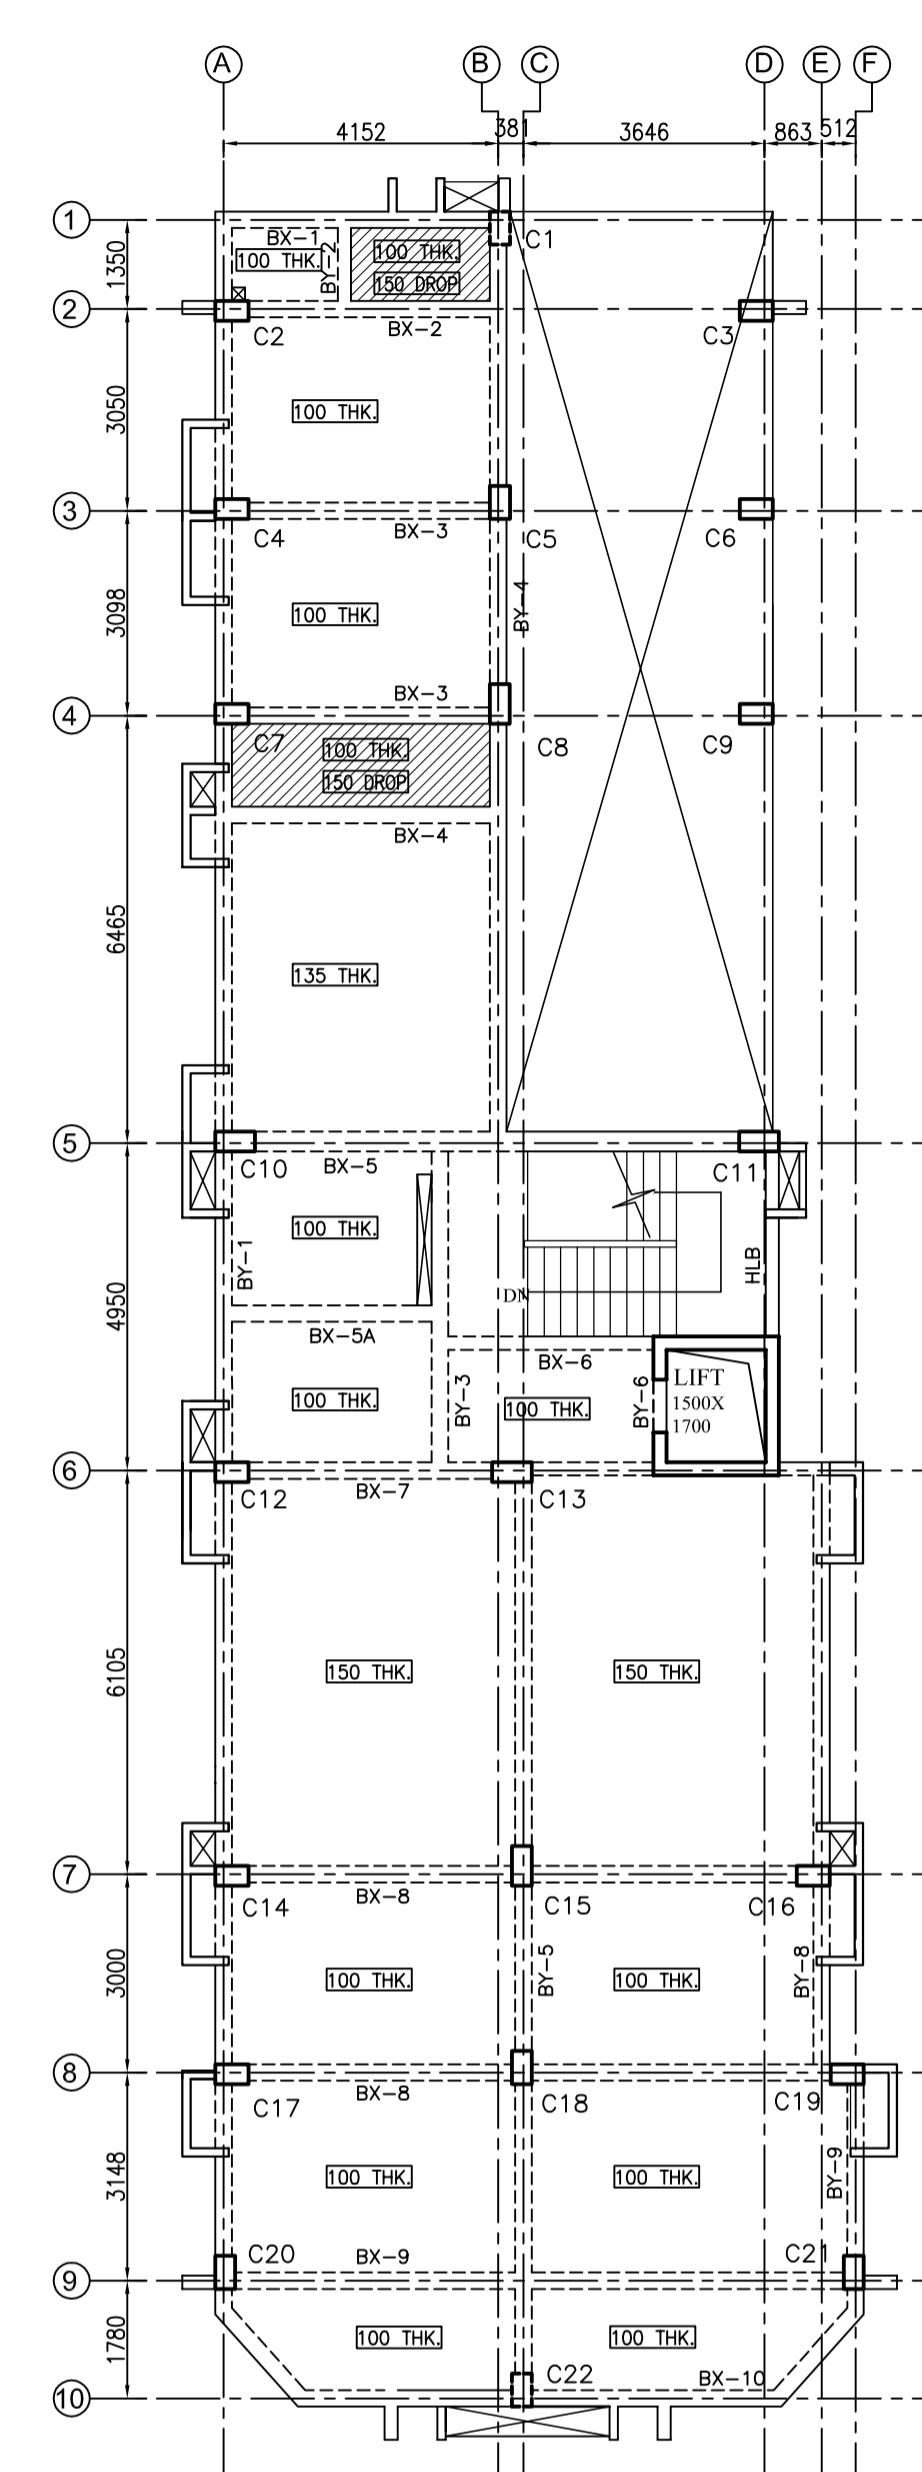 A B C D E F
4152 381 3646 863 512
1
BX-1
C1
100 THK.
100 THK.
BY-2
150 DROP
1350
2
C2 BX-2 C3
3050
100 THK.
3
C4 BX-3 C5 C6
3098
100 THK.
BY-4
BX-3
4
C7 C8 C9
100 THK.
150 DROP
BX-4
6465
135 THK.
5
C10 BX-5 C11
100 THK.
BY-1
HLB
4950
DN
BX-5A BX-6
LIFT
1500X
1700
100 THK. 100 THK.
BY-3 BY-6
6
C12 BX-7 C13
6105
150 THK. 150 THK.
7
C14 BX-8 C15 C16
3000
100 THK. 100 THK.
BY-5 BY-8
8
C17 BX-8 C18 C19
3148
100 THK. 100 THK.
BY-9
C20 BX-9 C21
9
1780
100 THK. 100 THK.
C22 BX-10
10